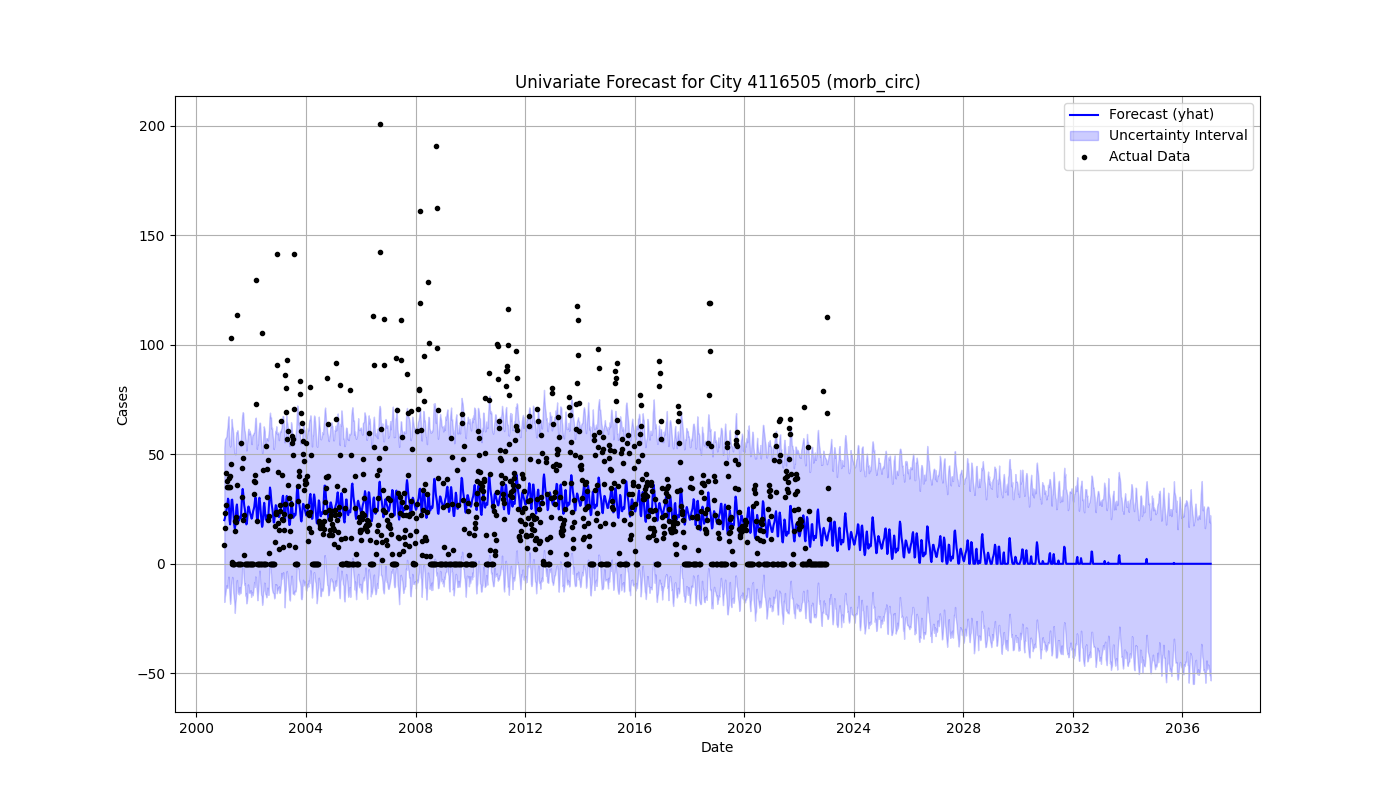 Univariate Forecast for City 4116505 (morb_circ)
Forecast (yhat)
Uncertainty Interval
Actual Data
Cases
200
150
100
50
0
−50
2000
2004
2008
2012
2016
2020
2024
2028
2032
2036
Date